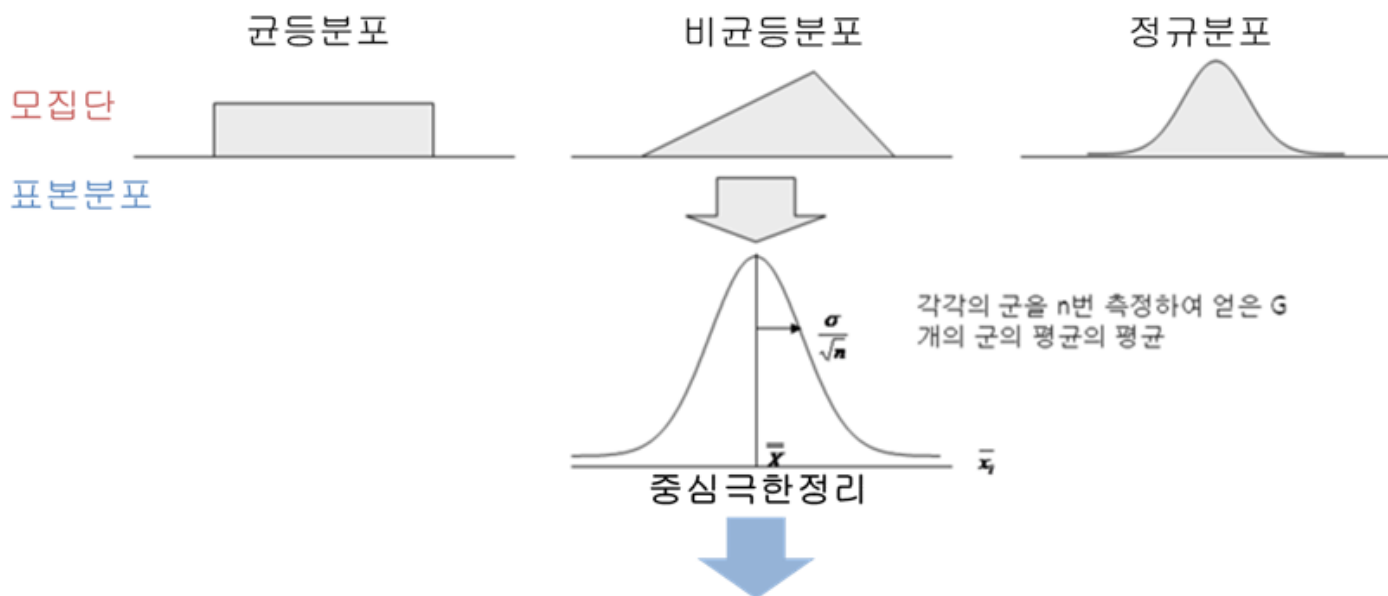 균등분포
비균등분포
정규분포
모집단
표본분포
각각의 군을 n번 측정하여 얻은 G
개의 군의 평균의 평균
σ
√n
X̿
x̄ᵢ
중심극한정리